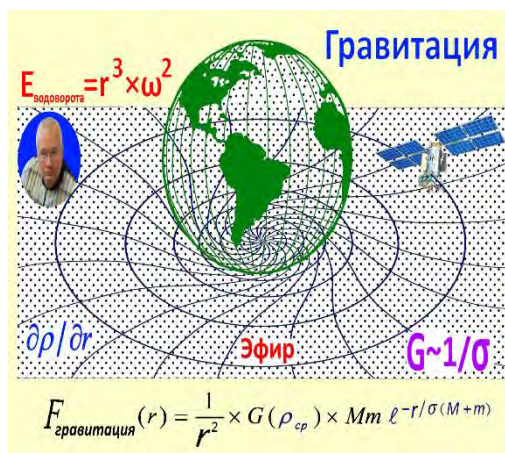 Гравитация
Eводоворота=r³×ω²
∂ρ/∂r
Эфир
G~1/σ
Fгравитация(r) = 1/r² × G(ρср) × Mm ℓ^−r/σ(M+m)